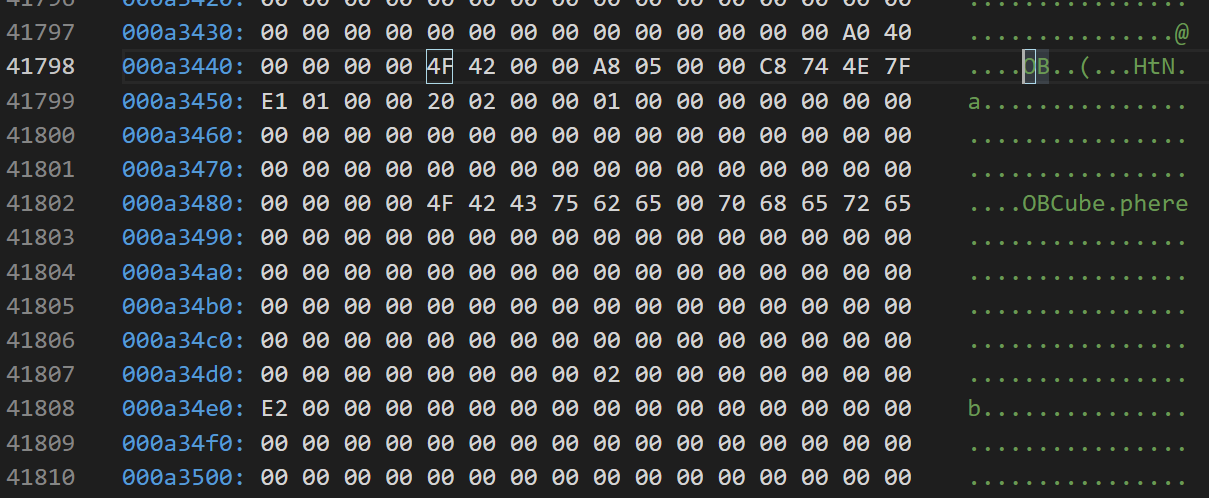 41797 000a3430: 00 00 00 00 00 00 00 00 00 00 00 00 00 00 A0 40 ...............@
41798 000a3440: 00 00 00 00 4F 42 00 00 A8 05 00 00 C8 74 4E 7F ....OB..(...HtN.
41799 000a3450: E1 01 00 00 20 02 00 00 01 00 00 00 00 00 00 00 a...............
41800 000a3460: 00 00 00 00 00 00 00 00 00 00 00 00 00 00 00 00 ................
41801 000a3470: 00 00 00 00 00 00 00 00 00 00 00 00 00 00 00 00 ................
41802 000a3480: 00 00 00 00 4F 42 43 75 62 65 00 70 68 65 72 65 ....OBCube.phere
41803 000a3490: 00 00 00 00 00 00 00 00 00 00 00 00 00 00 00 00 ................
41804 000a34a0: 00 00 00 00 00 00 00 00 00 00 00 00 00 00 00 00 ................
41805 000a34b0: 00 00 00 00 00 00 00 00 00 00 00 00 00 00 00 00 ................
41806 000a34c0: 00 00 00 00 00 00 00 00 00 00 00 00 00 00 00 00 ................
41807 000a34d0: 00 00 00 00 00 00 00 00 02 00 00 00 00 00 00 00 ................
41808 000a34e0: E2 00 00 00 00 00 00 00 00 00 00 00 00 00 00 00 b...............
41809 000a34f0: 00 00 00 00 00 00 00 00 00 00 00 00 00 00 00 00 ................
41810 000a3500: 00 00 00 00 00 00 00 00 00 00 00 00 00 00 00 00 ................